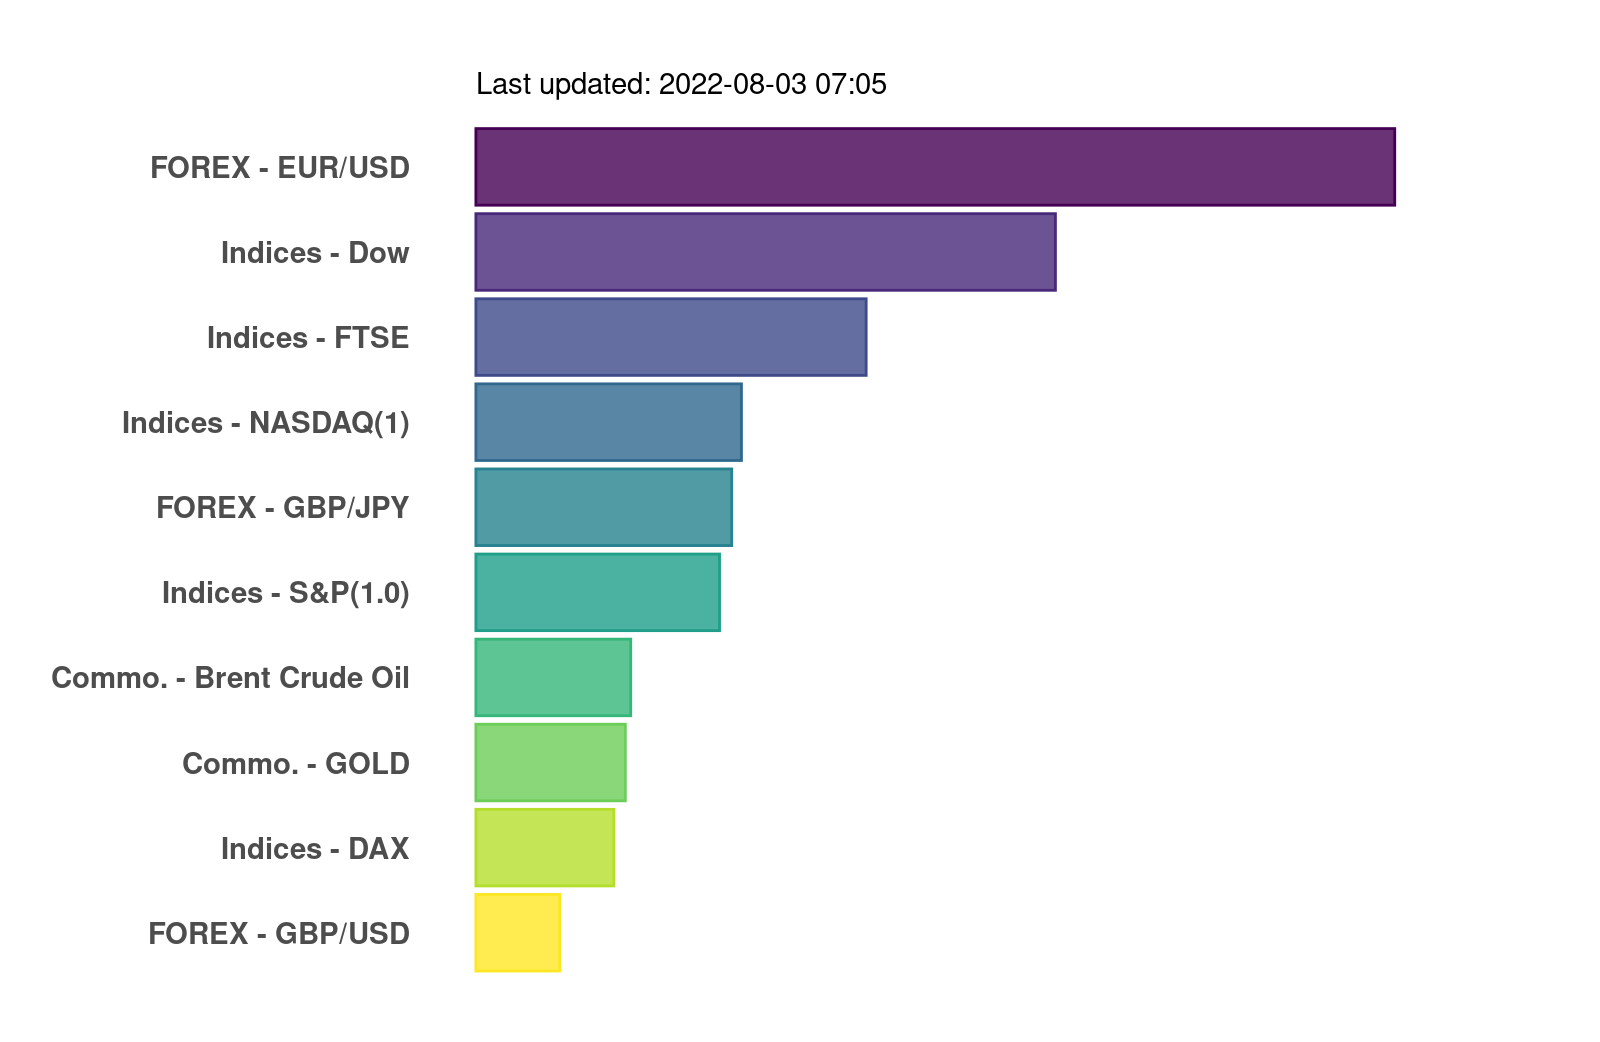 Last updated: 2022-08-03 07:05
FOREX - EUR/USD
Indices - Dow
Indices - FTSE
Indices - NASDAQ(1)
FOREX - GBP/JPY
Indices - S&P(1.0)
Commo. - Brent Crude Oil
Commo. - GOLD
Indices - DAX
FOREX - GBP/USD